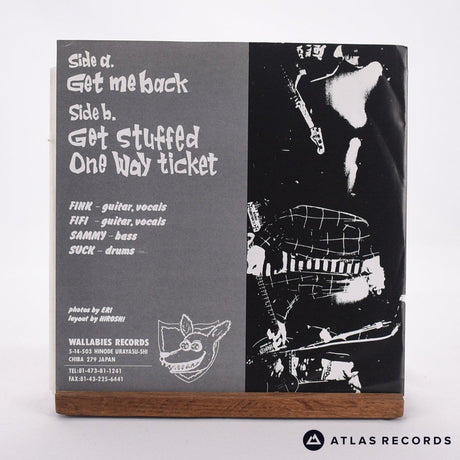 Side a.
Get me back
Side b.
Get Stuffed
One Way ticket
FINK - guitar, vocals
FIFI - guitar, vocals
SAMMY - bass
SUCK - drums
photos by ERI
layout by HIROSHI
WALLABIES RECORDS
5-14-503 HINODE URAYASU-SHI
CHIBA 279 JAPAN
TEL:81-473-81-1241
FAX:81-43-225-6441
ATLAS RECORDS